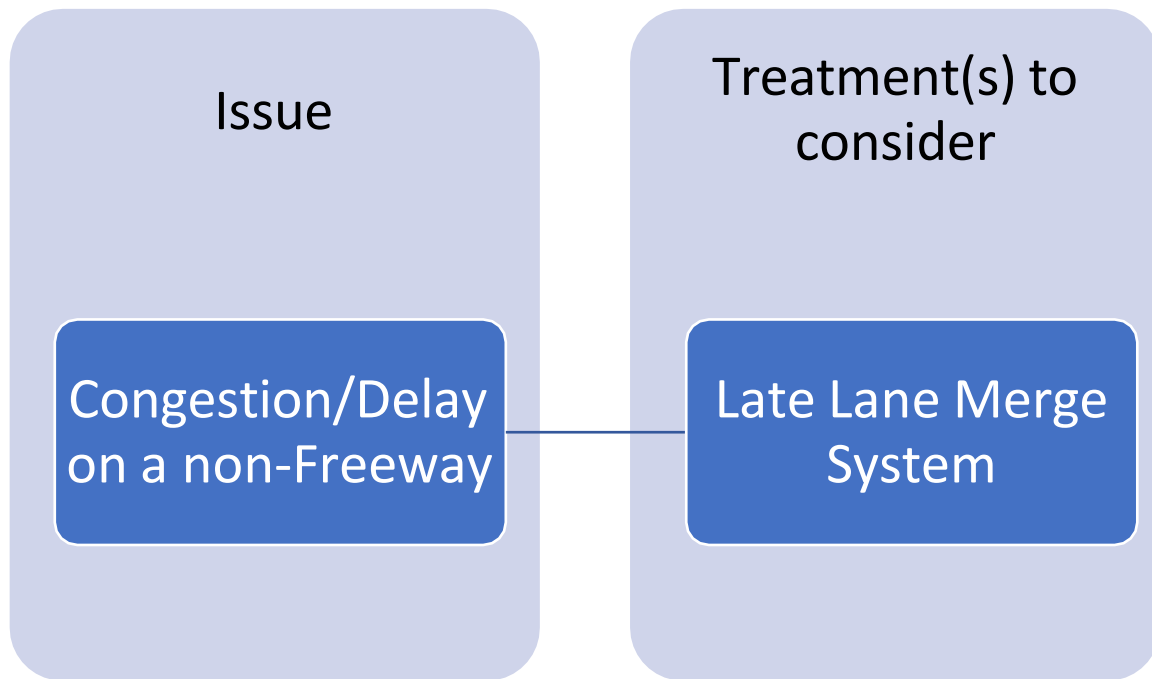 Issue
Treatment(s) to
consider
Congestion/Delay
on a non-Freeway
Late Lane Merge
System